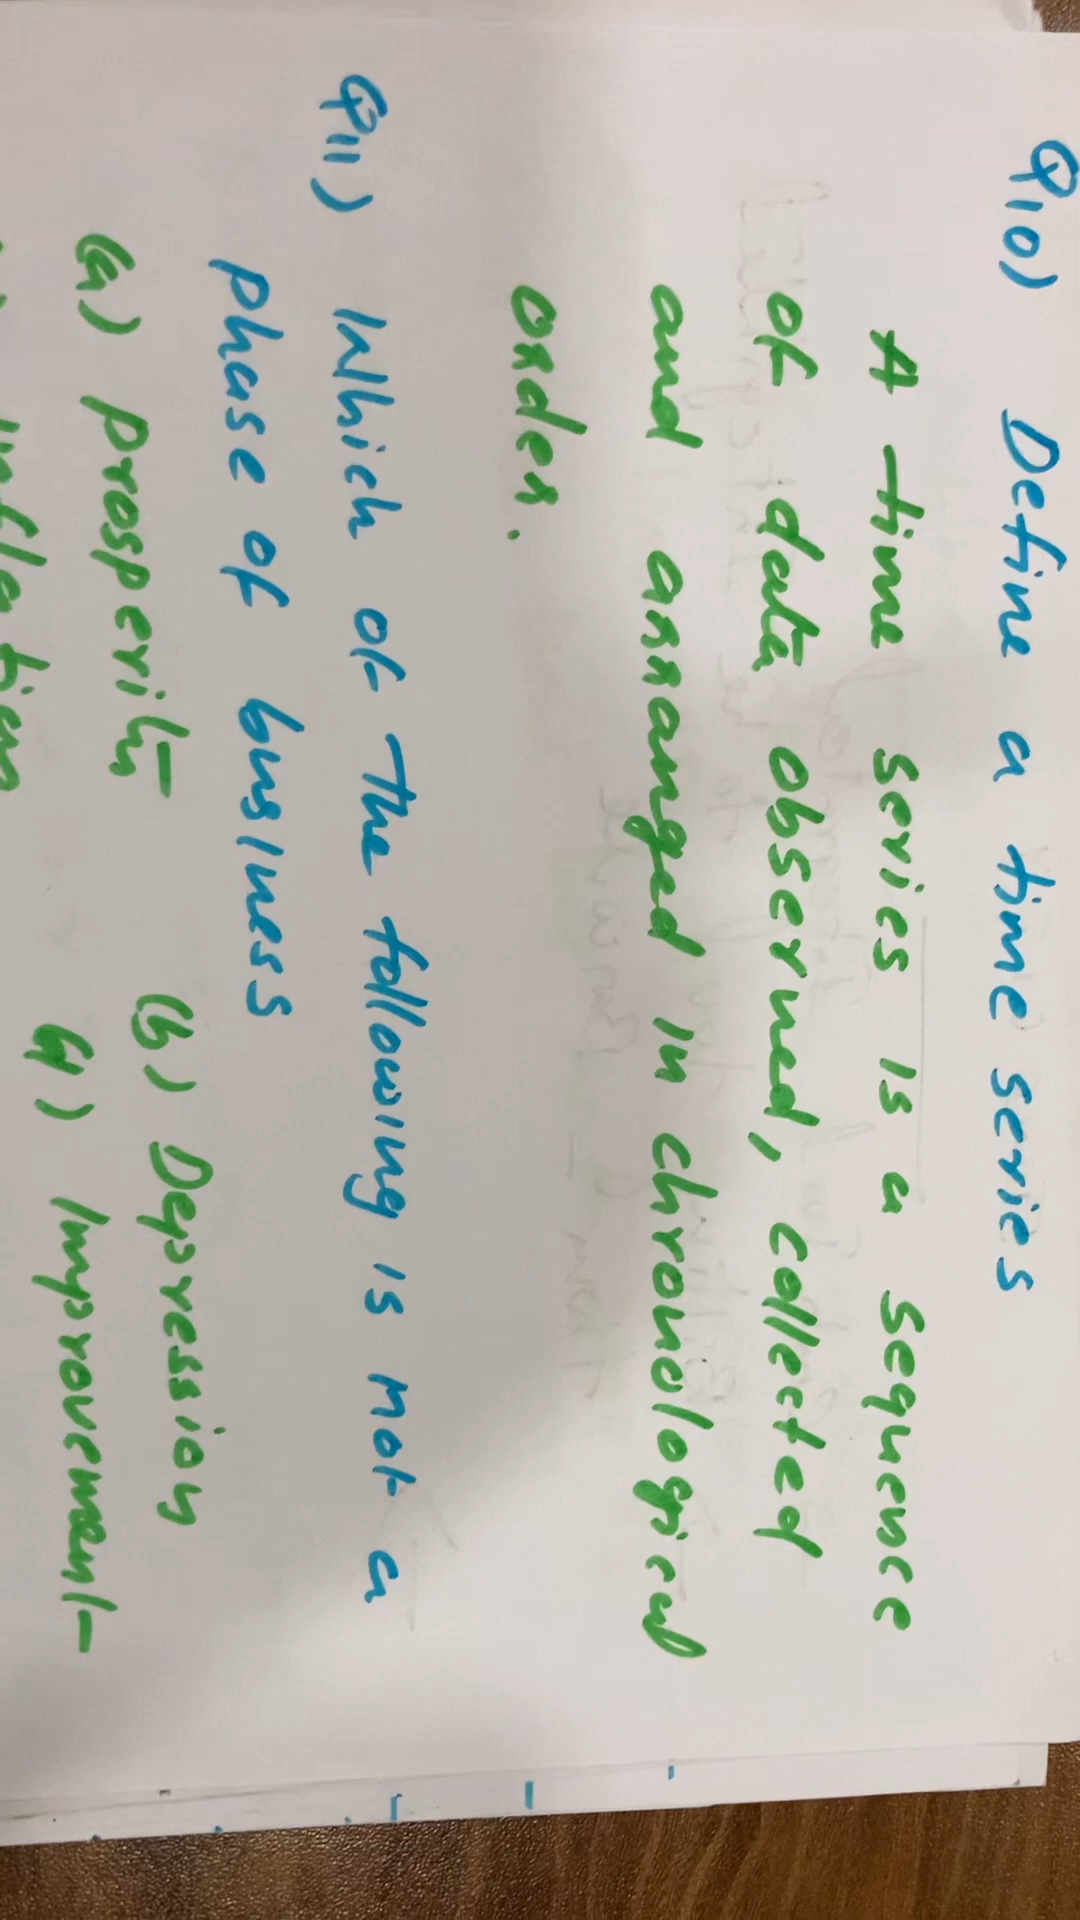 Q10) Define a time series
A time series is a sequence
of data observed, collected
and arranged in chronological
order.
Q11) Which of the following is not a
phase of business
(a) prosperity (b) Depression
inflation (d) Improvement